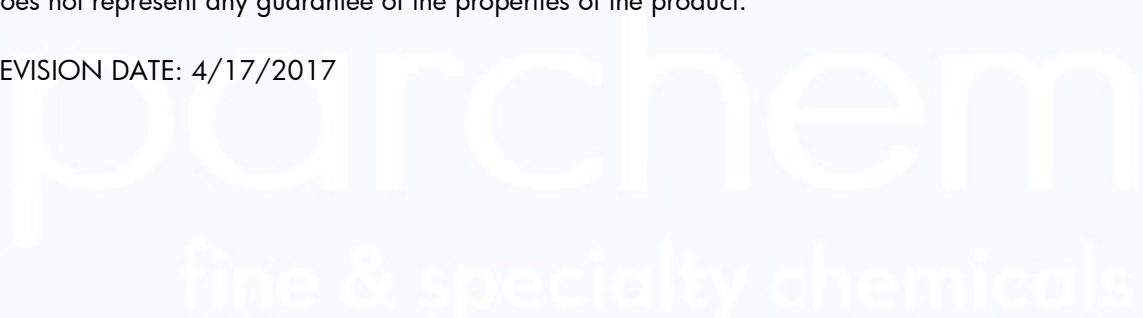 oes not represent any guarantee of the properties of the product.
EVISION DATE: 4/17/2017
parchem
fine & specialty chemicals